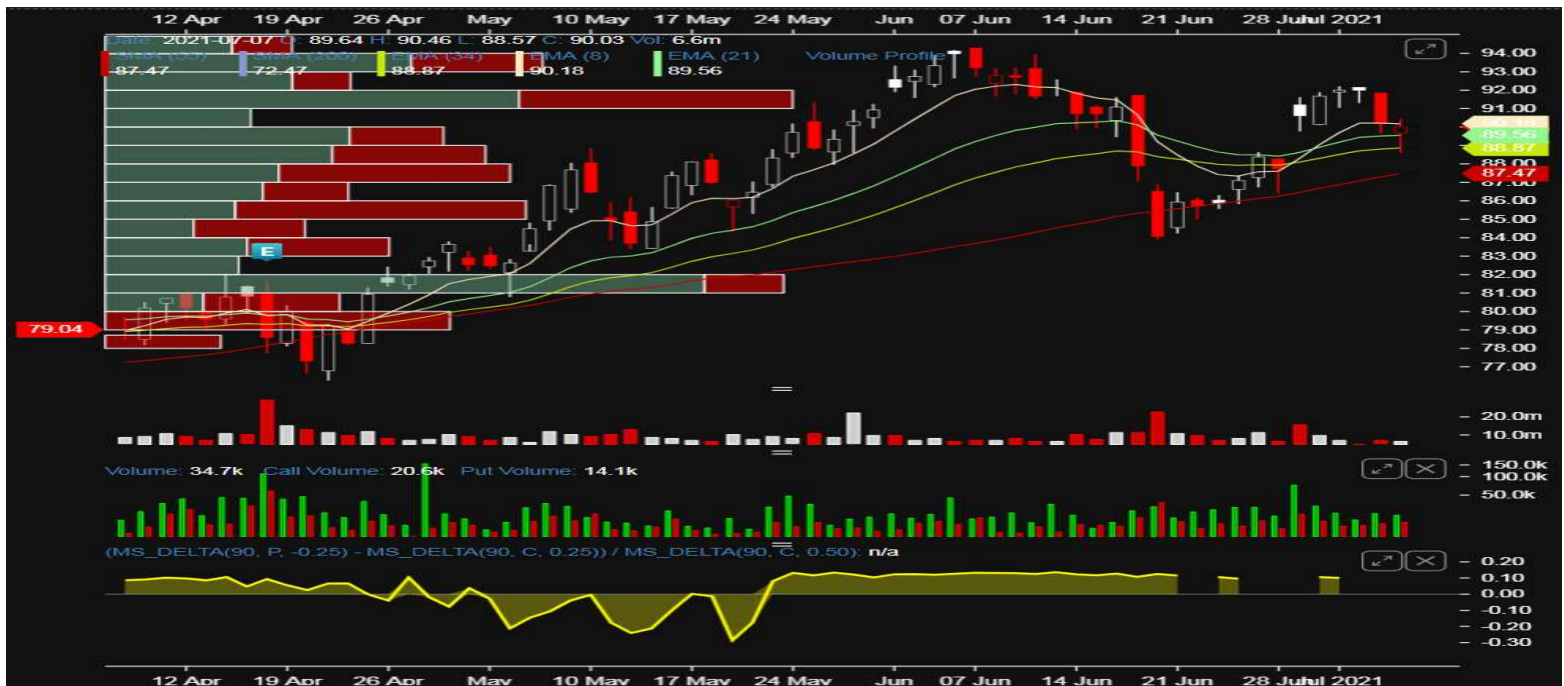 12 Apr 19 Apr 26 Apr May 10 May 17 May 24 May Jun 07 Jun 14 Jun 21 Jun 28 Jun Jul 2021
Date: 2021-07-07 O: 89.64 H: 90.46 L: 88.57 C: 90.03 Vol: 6.6m
SMA (55) SMA (200) EMA (34) EMA (8) EMA (21) Volume Profile
87.47 72.47 88.87 90.18 89.56
94.00
93.00
92.00
91.00
90.18
89.56
88.87
88.00
87.47
87.00
86.00
85.00
84.00
83.00
E
82.00
81.00
80.00
79.04
79.00
78.00
77.00
20.0m
10.0m
Volume: 34.7k Call Volume: 20.6k Put Volume: 14.1k
150.0k
100.0k
50.0k
(MS_DELTA(90, P, -0.25) - MS_DELTA(90, C, 0.25)) / MS_DELTA(90, C, 0.50): n/a
0.20
0.10
0.00
-0.10
-0.20
-0.30
12 Apr 19 Apr 26 Apr May 10 May 17 May 24 May Jun 07 Jun 14 Jun 21 Jun 28 Jun Jul 2021